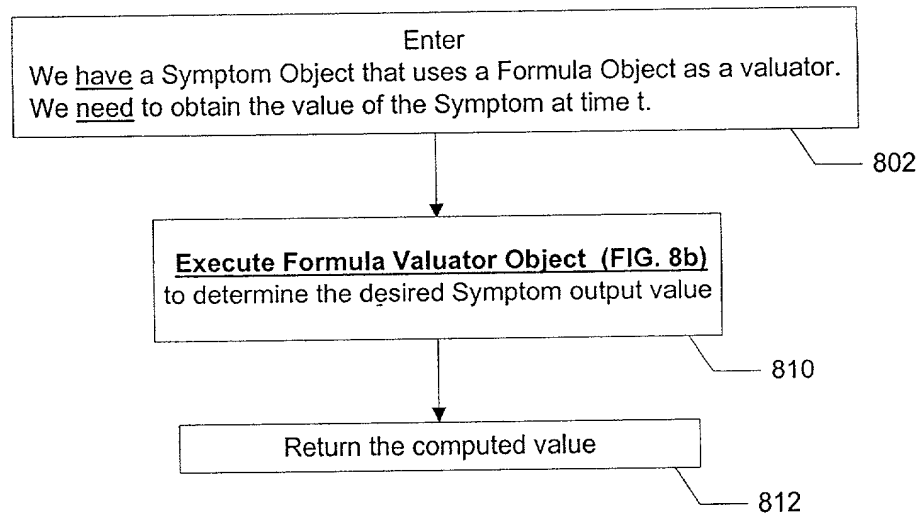 Enter
We have a Symptom Object that uses a Formula Object as a valuator.
We need to obtain the value of the Symptom at time t.
802
Execute Formula Valuator Object (FIG. 8b)
to determine the desired Symptom output value
810
Return the computed value
812